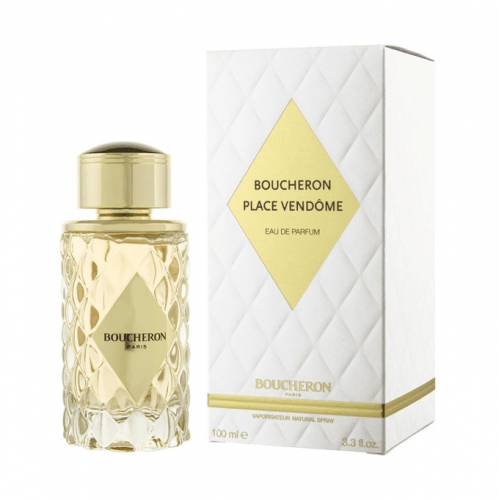 BOUCHERON
PARIS
BOUCHERON
PLACE VENDÔME
EAU DE PARFUM
BOUCHERON
PARIS
VAPORISATEUR NATURAL SPRAY
100 ml e 3.3 fl.oz.